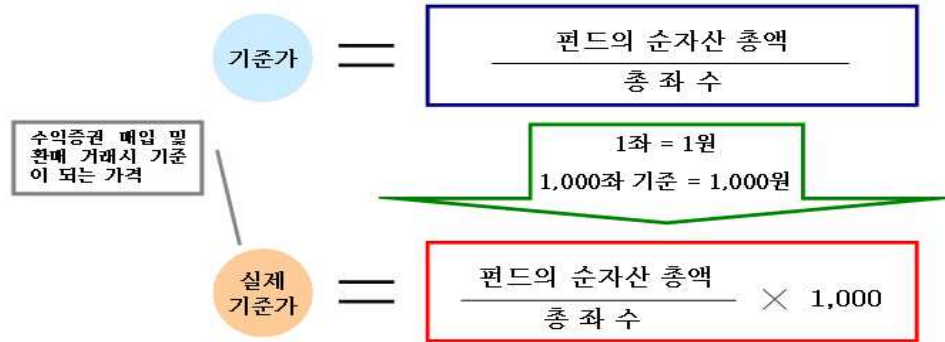 기준가
펀드의 순자산 총액
총 좌 수
수익증권 매입 및
환매 거래시 기준
이 되는 가격
1좌 = 1원
1,000좌 기준 = 1,000원
실제
기준가
펀드의 순자산 총액
총 좌 수
× 1,000